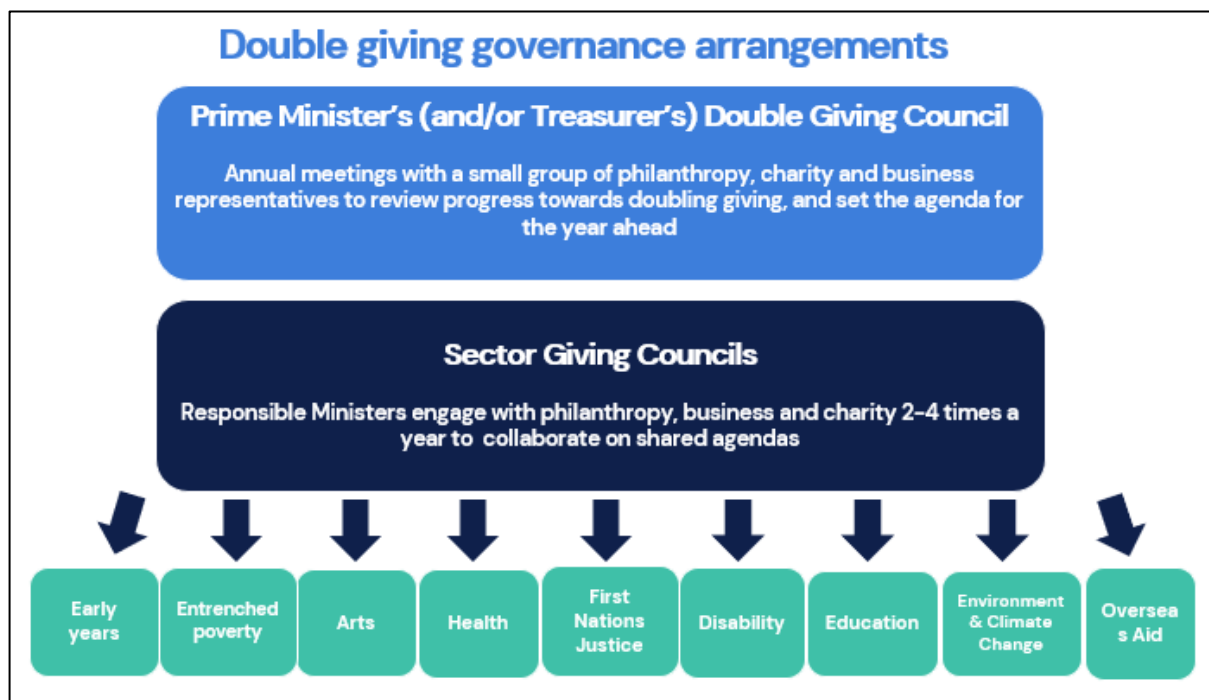 Double giving governance arrangements
Prime Minister's (and/or Treasurer's) Double Giving Council
Annual meetings with a small group of philanthropy, charity and business
representatives to review progress towards doubling giving, and set the agenda for
the year ahead
Sector Giving Councils
Responsible Ministers engage with philanthropy, business and charity 2-4 times a
year to collaborate on shared agendas
Early
years
Entrenched
poverty
Arts
Health
First
Nations
Justice
Disability
Education
Environment
& Climate
Change
Oversea
s Aid